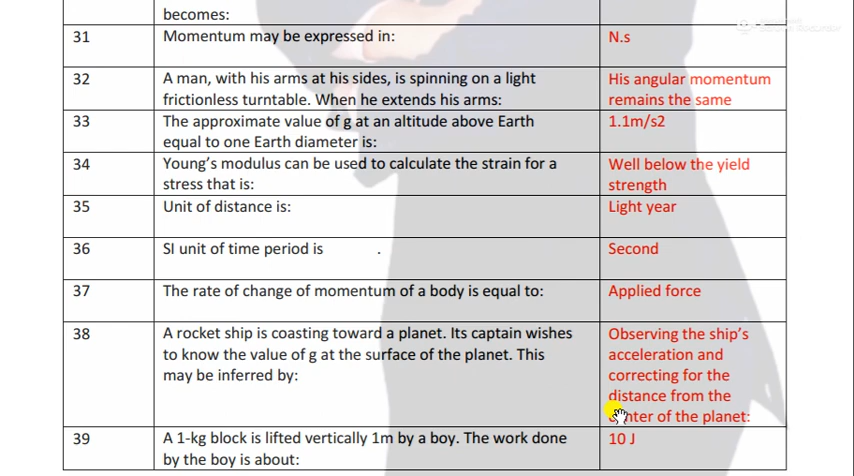 becomes:
31 Momentum may be expressed in: N.s
32 A man, with his arms at his sides, is spinning on a light His angular momentum
frictionless turntable. When he extends his arms: remains the same
33 The approximate value of g at an altitude above Earth 1.1m/s2
equal to one Earth diameter is:
34 Young's modulus can be used to calculate the strain for a Well below the yield
stress that is: strength
35 Unit of distance is: Light year
36 SI unit of time period is . Second
37 The rate of change of momentum of a body is equal to: Applied force
38 A rocket ship is coasting toward a planet. Its captain wishes Observing the ship's
to know the value of g at the surface of the planet. This acceleration and
may be inferred by: correcting for the
distance from the
center of the planet:
39 A 1-kg block is lifted vertically 1m by a boy. The work done 10 J
by the boy is about: